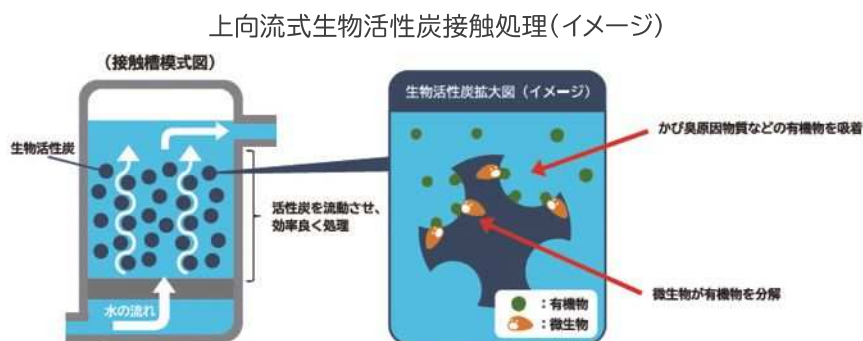 上向流式生物活性炭接触処理（イメージ）
（接触槽模式図）
生物活性炭
活性炭を流動させ、
効率良く処理
水の流れ
生物活性炭拡大図（イメージ）
かび臭原因物質などの有機物を吸着
微生物が有機物を分解
：有機物
：微生物